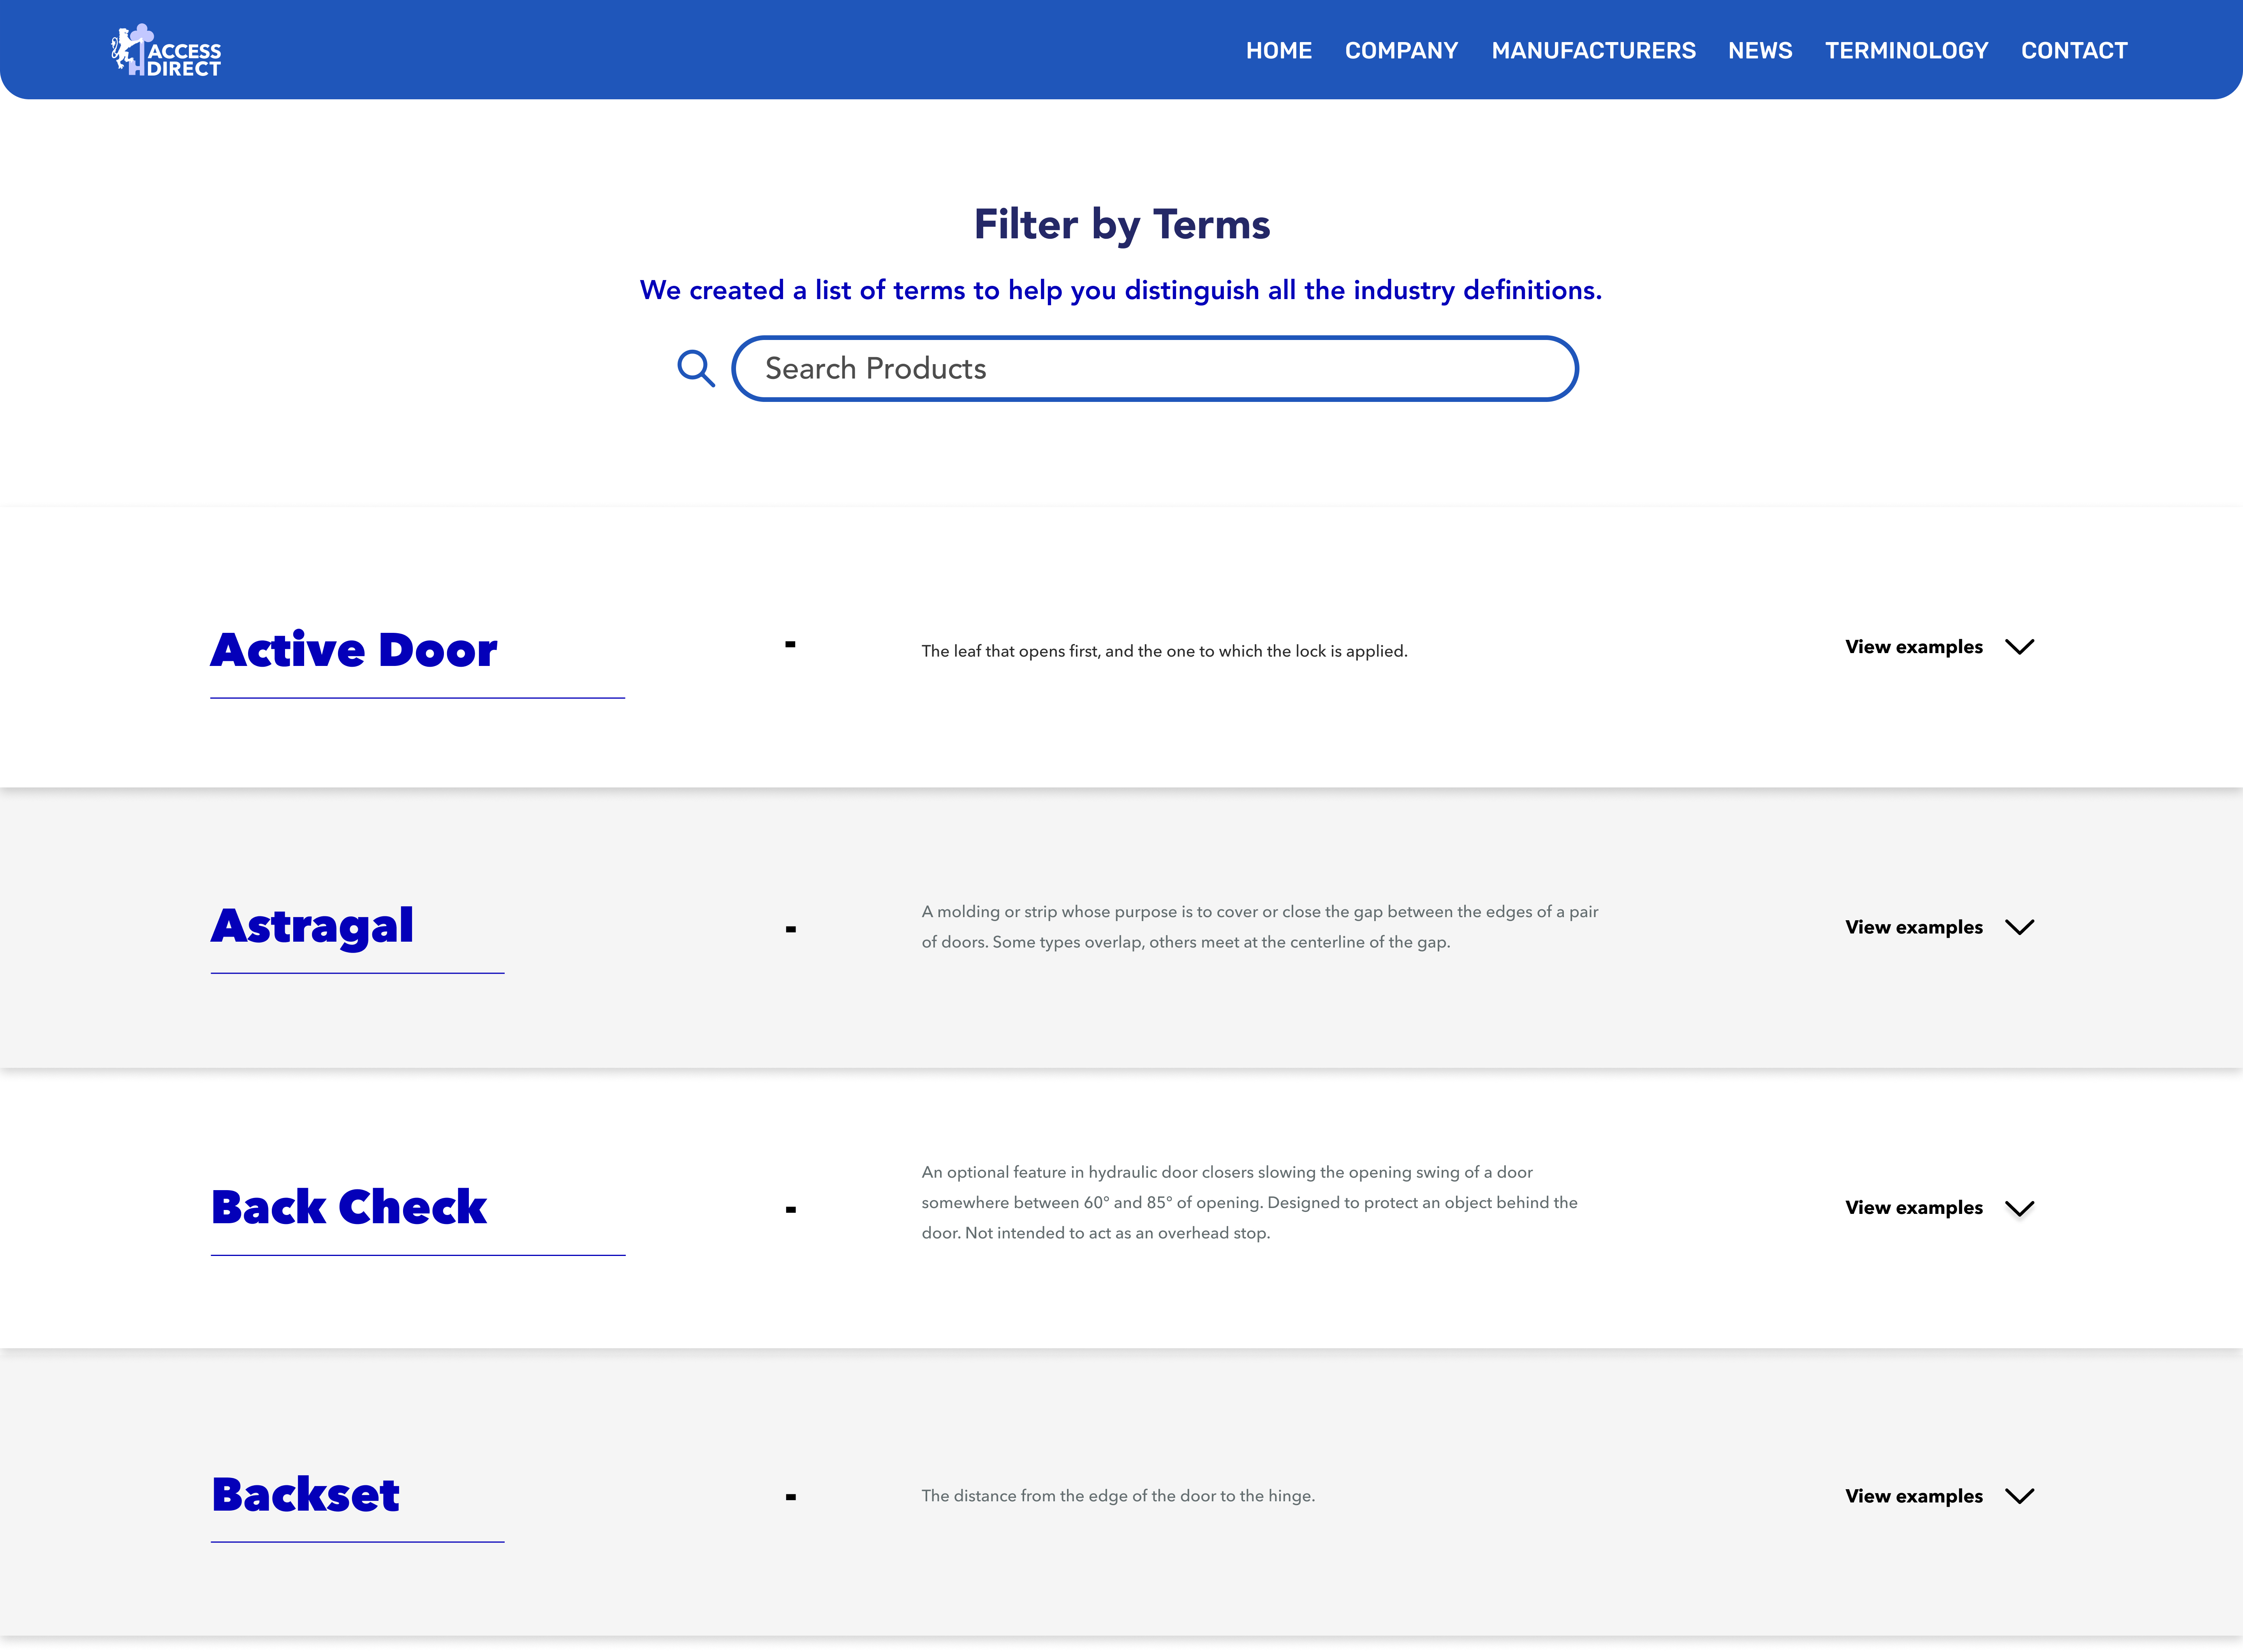 ACCESS
DIRECT
HOME COMPANY MANUFACTURERS NEWS TERMINOLOGY CONTACT
Filter by Terms
We created a list of terms to help you distinguish all the industry definitions.
Search Products
Active Door - The leaf that opens first, and the one to which the lock is applied. View examples
Astragal - View examples
A molding or strip whose purpose is to cover or close the gap between the edges of a pair
of doors. Some types overlap, others meet at the centerline of the gap.
Back Check - View examples
An optional feature in hydraulic door closers slowing the opening swing of a door
somewhere between 60° and 85° of opening. Designed to protect an object behind the
door. Not intended to act as an overhead stop.
Backset - The distance from the edge of the door to the hinge. View examples